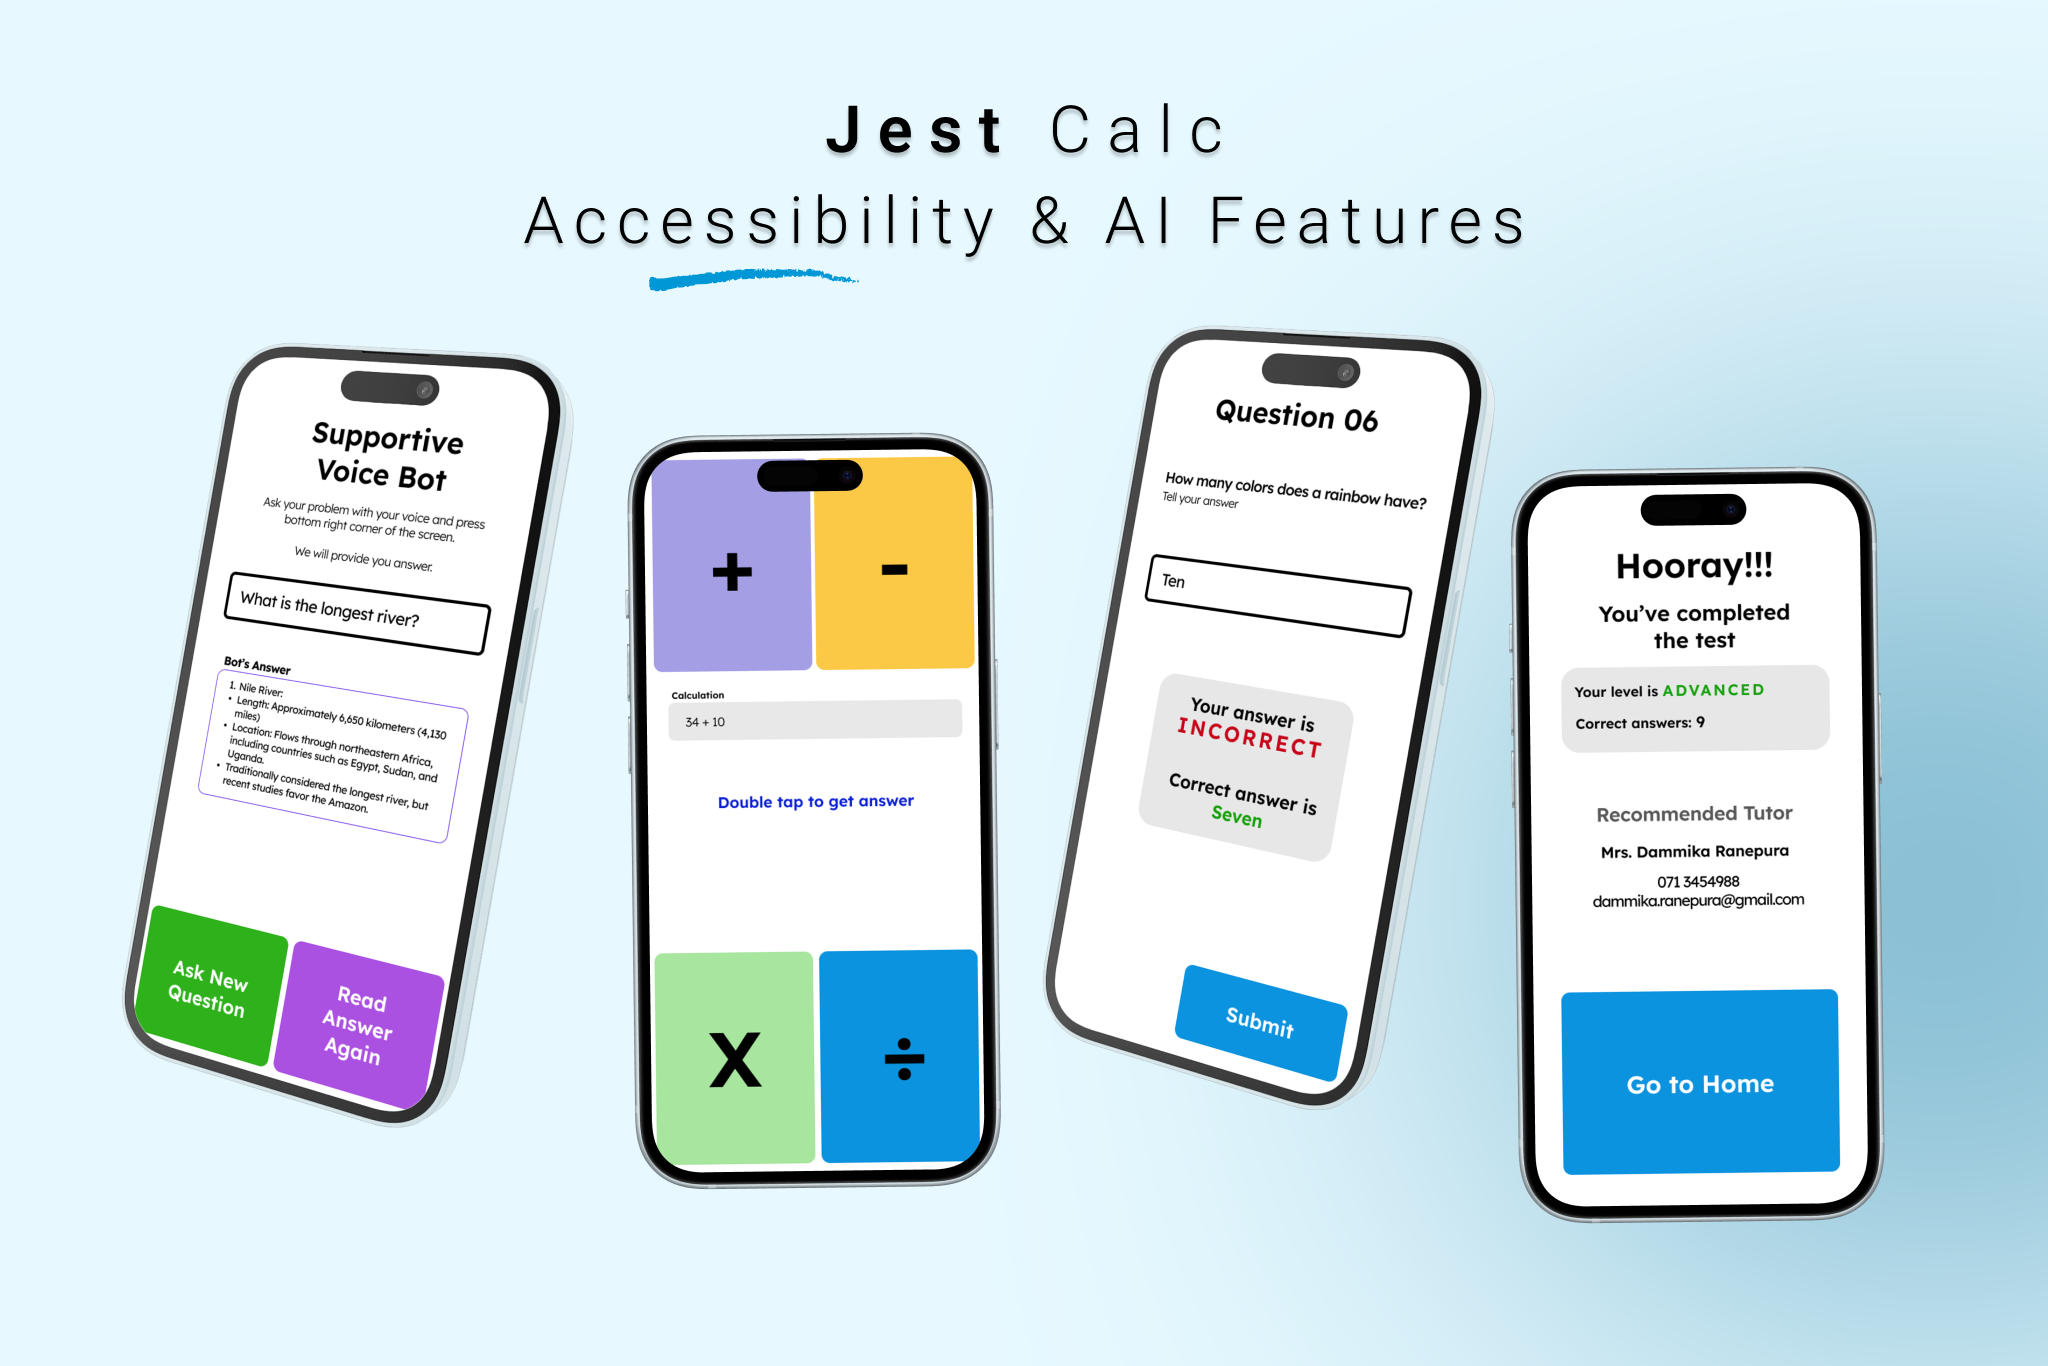 Jest Calc
Accessibility & AI Features
Supportive
Voice Bot
Ask your problem with your voice and press
bottom right corner of the screen.
We will provide you answer.
What is the longest river?
Bot's Answer
1. Nile River:
• Length: Approximately 6,650 kilometers (4,130
miles)
• Location: Flows through northeastern Africa,
including countries such as Egypt, Sudan, and
Uganda.
• Traditionally considered the longest river, but
recent studies favor the Amazon.
Ask New
Question
Read
Answer
Again
+
-
Calculation
34 + 10
Double tap to get answer
X
÷
Question 06
How many colors does a rainbow have?
Tell your answer
Ten
Your answer is
INCORRECT
Correct answer is
Seven
Submit
Hooray!!!
You've completed
the test
Your level is ADVANCED
Correct answers: 9
Recommended Tutor
Mrs. Dammika Ranepura
071 3454988
dammika.ranepura@gmail.com
Go to Home